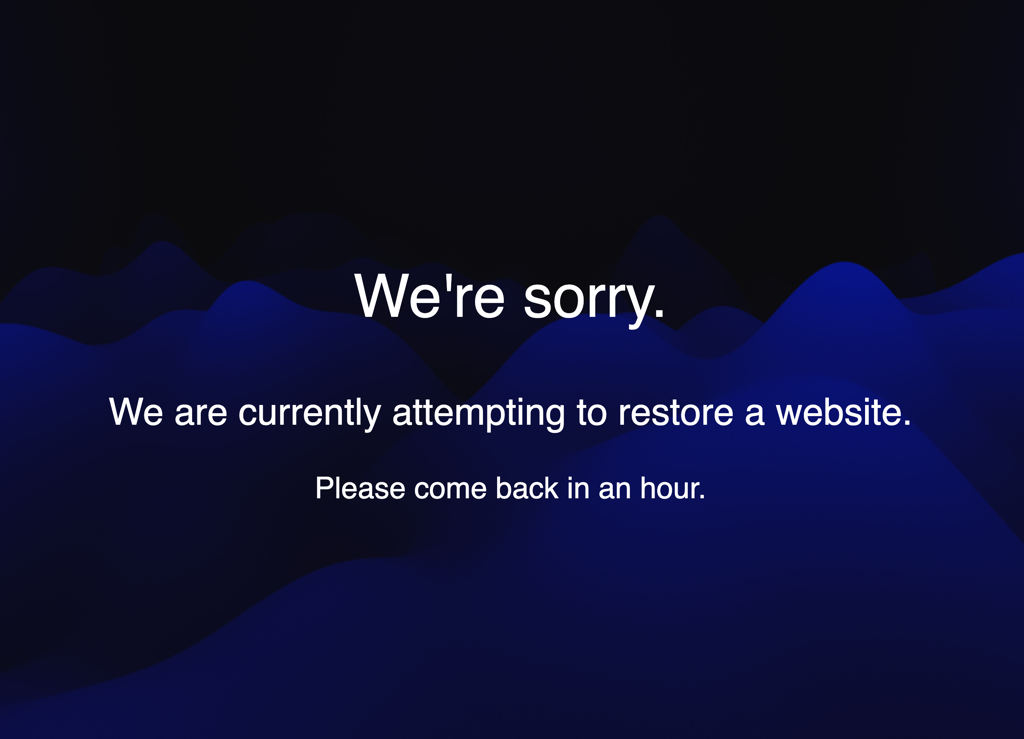 We're sorry.
We are currently attempting to restore a website.
Please come back in an hour.